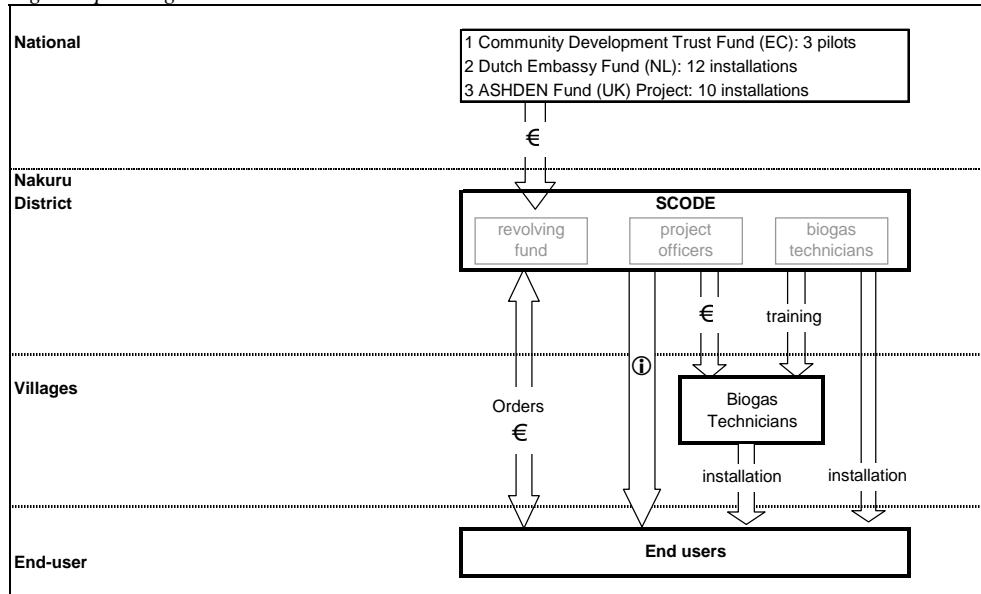 National
1 Community Development Trust Fund (EC): 3 pilots
2 Dutch Embassy Fund (NL): 12 installations
3 ASHDEN Fund (UK) Project: 10 installations
€
Nakuru
District
SCODE
revolving
fund
project
officers
biogas
technicians
€
training
i
Villages
Orders
€
Biogas
Technicians
installation
installation
End-user
End users